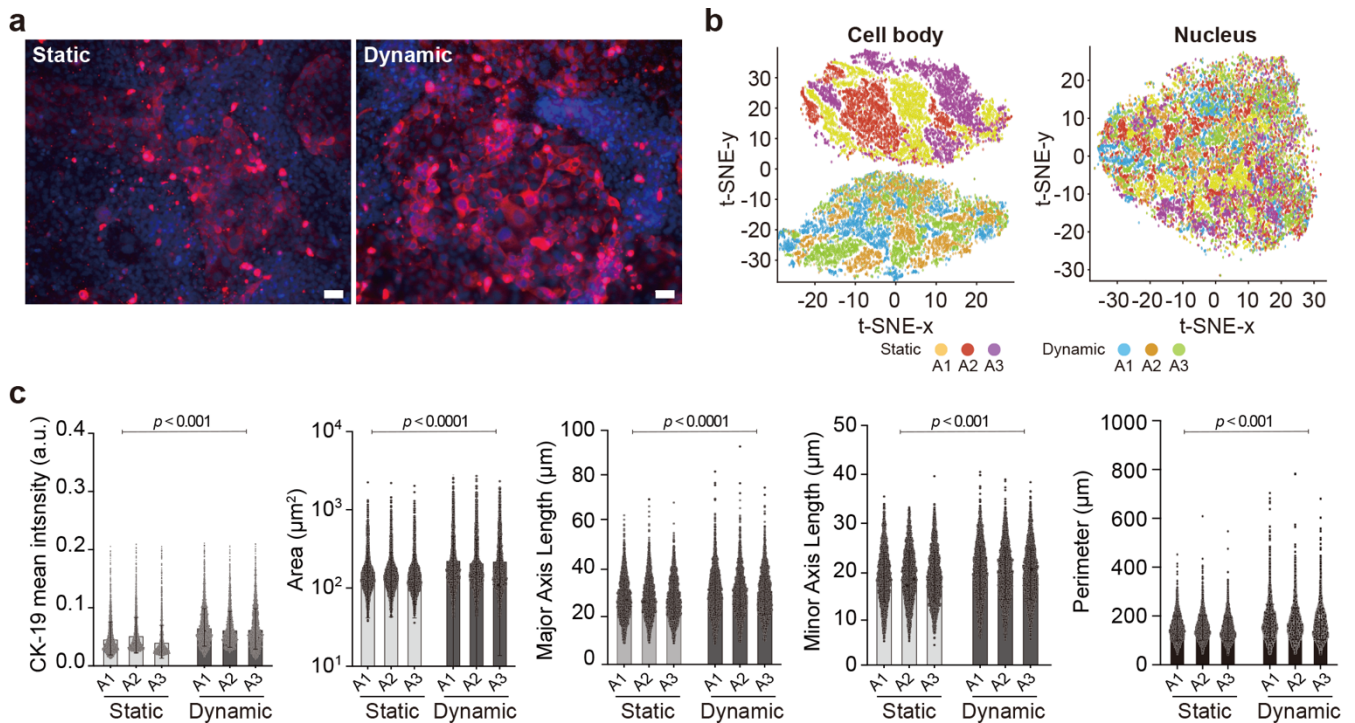 a
Static
Dynamic
b
Cell body
Nucleus
t-SNE-y
30
20
10
0
-10
-20
-30
-20 -10 0 10 20
t-SNE-x
t-SNE-y
30
20
10
0
-10
-20
-30
-30 -20 -10 0 10 20 30
t-SNE-x
Static
A1 A2 A3
Dynamic
A1 A2 A3
c
CK-19 mean intsnsity (a.u.)
0.4
0.3
0.2
0.1
0.0
p < 0.001
A1 A2 A3 A1 A2 A3
Static Dynamic
Area (μm²)
10⁴
10³
10²
10¹
p < 0.0001
A1 A2 A3 A1 A2 A3
Static Dynamic
Major Axis Length (μm)
100
80
60
40
20
0
p < 0.0001
A1 A2 A3 A1 A2 A3
Static Dynamic
Minor Axis Length (μm)
50
40
30
20
10
0
p < 0.001
A1 A2 A3 A1 A2 A3
Static Dynamic
Perimeter (μm)
1000
800
600
400
200
0
p < 0.001
A1 A2 A3 A1 A2 A3
Static Dynamic